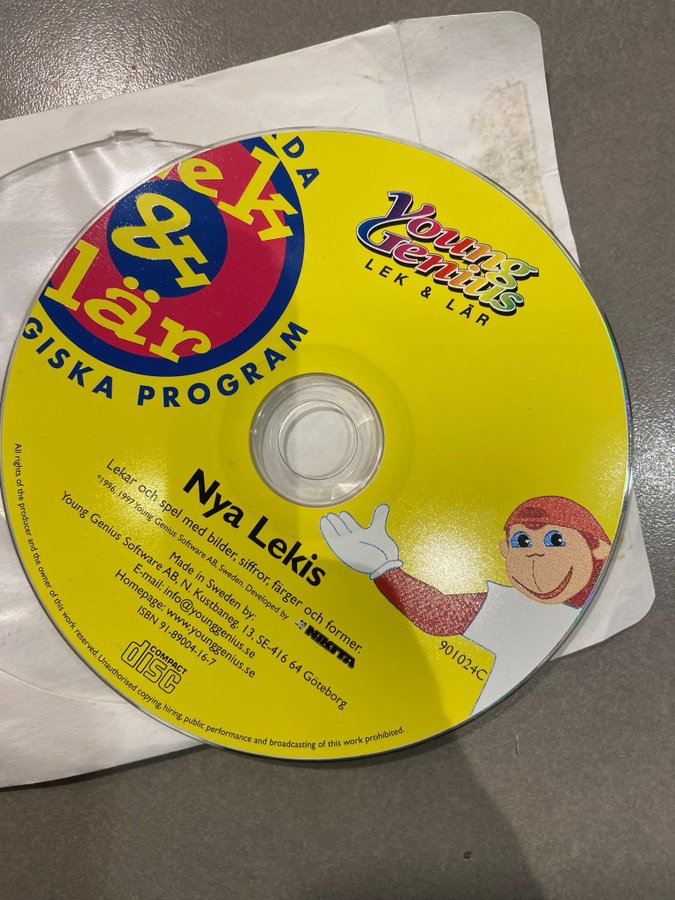 DA
ek
&
lär
GISKA PROGRAM
Young
Genius
LEK & LÄR
Nya Lekis
Lekar och spel med bilder, siffror, färger och former.
©1996, 1997 Young Genius Software AB, Sweden. Developed by NIKITA
Made in Sweden by:
Young Genius Software AB, N. Kustbaneg. 13, SE-416 64 Göteborg
E-mail: info@younggenius.se
Homepage: www.younggenius.se
ISBN 91-89004-16-7
COMPACT
disc
901024C
All rights of the producer and the owner of this work reserved. Unauthorised copying, hiring, public performance and broadcasting of this work prohibited.